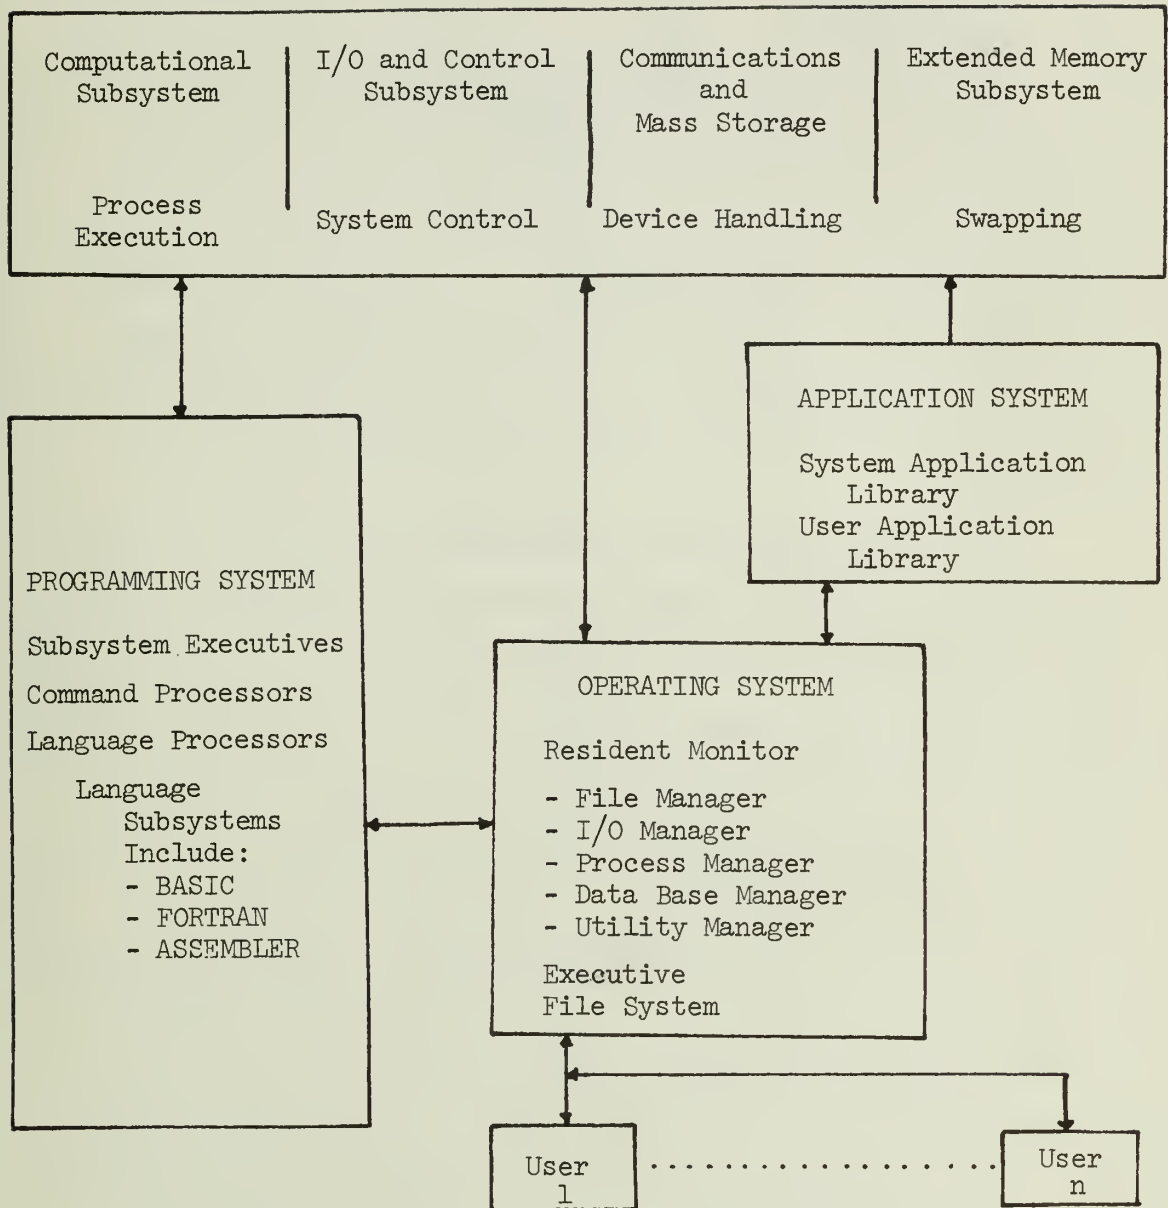 Computational
Subsystem
Process
Execution
I/O and Control
Subsystem
System Control
Communications
and
Mass Storage
Device Handling
Extended Memory
Subsystem
Swapping
APPLICATION SYSTEM
System Application
Library
User Application
Library
PROGRAMMING SYSTEM
Subsystem Executives
Command Processors
Language Processors
Language
Subsystems
Include:
- BASIC
- FORTRAN
- ASSEMBLER
OPERATING SYSTEM
Resident Monitor
- File Manager
- I/O Manager
- Process Manager
- Data Base Manager
- Utility Manager
Executive
File System
User
1
User
n